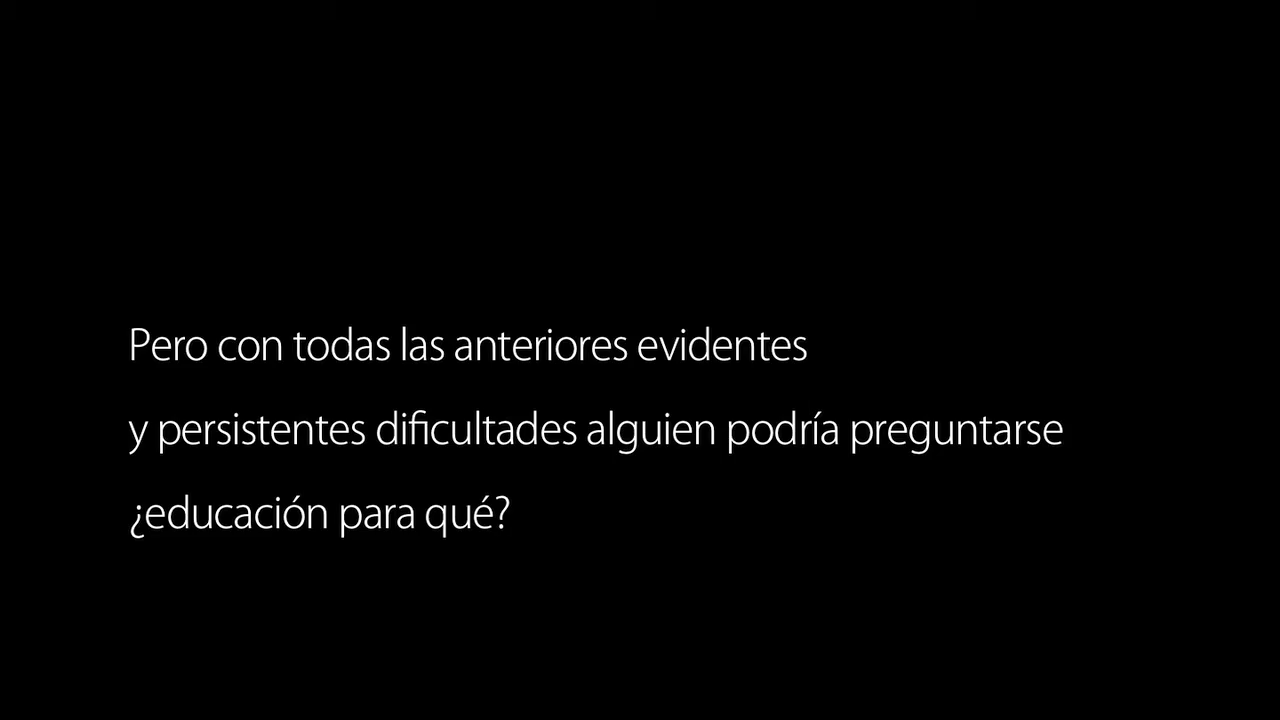 Pero con todas las anteriores evidentes
y persistentes dificultades alguien podría preguntarse
¿educación para qué?